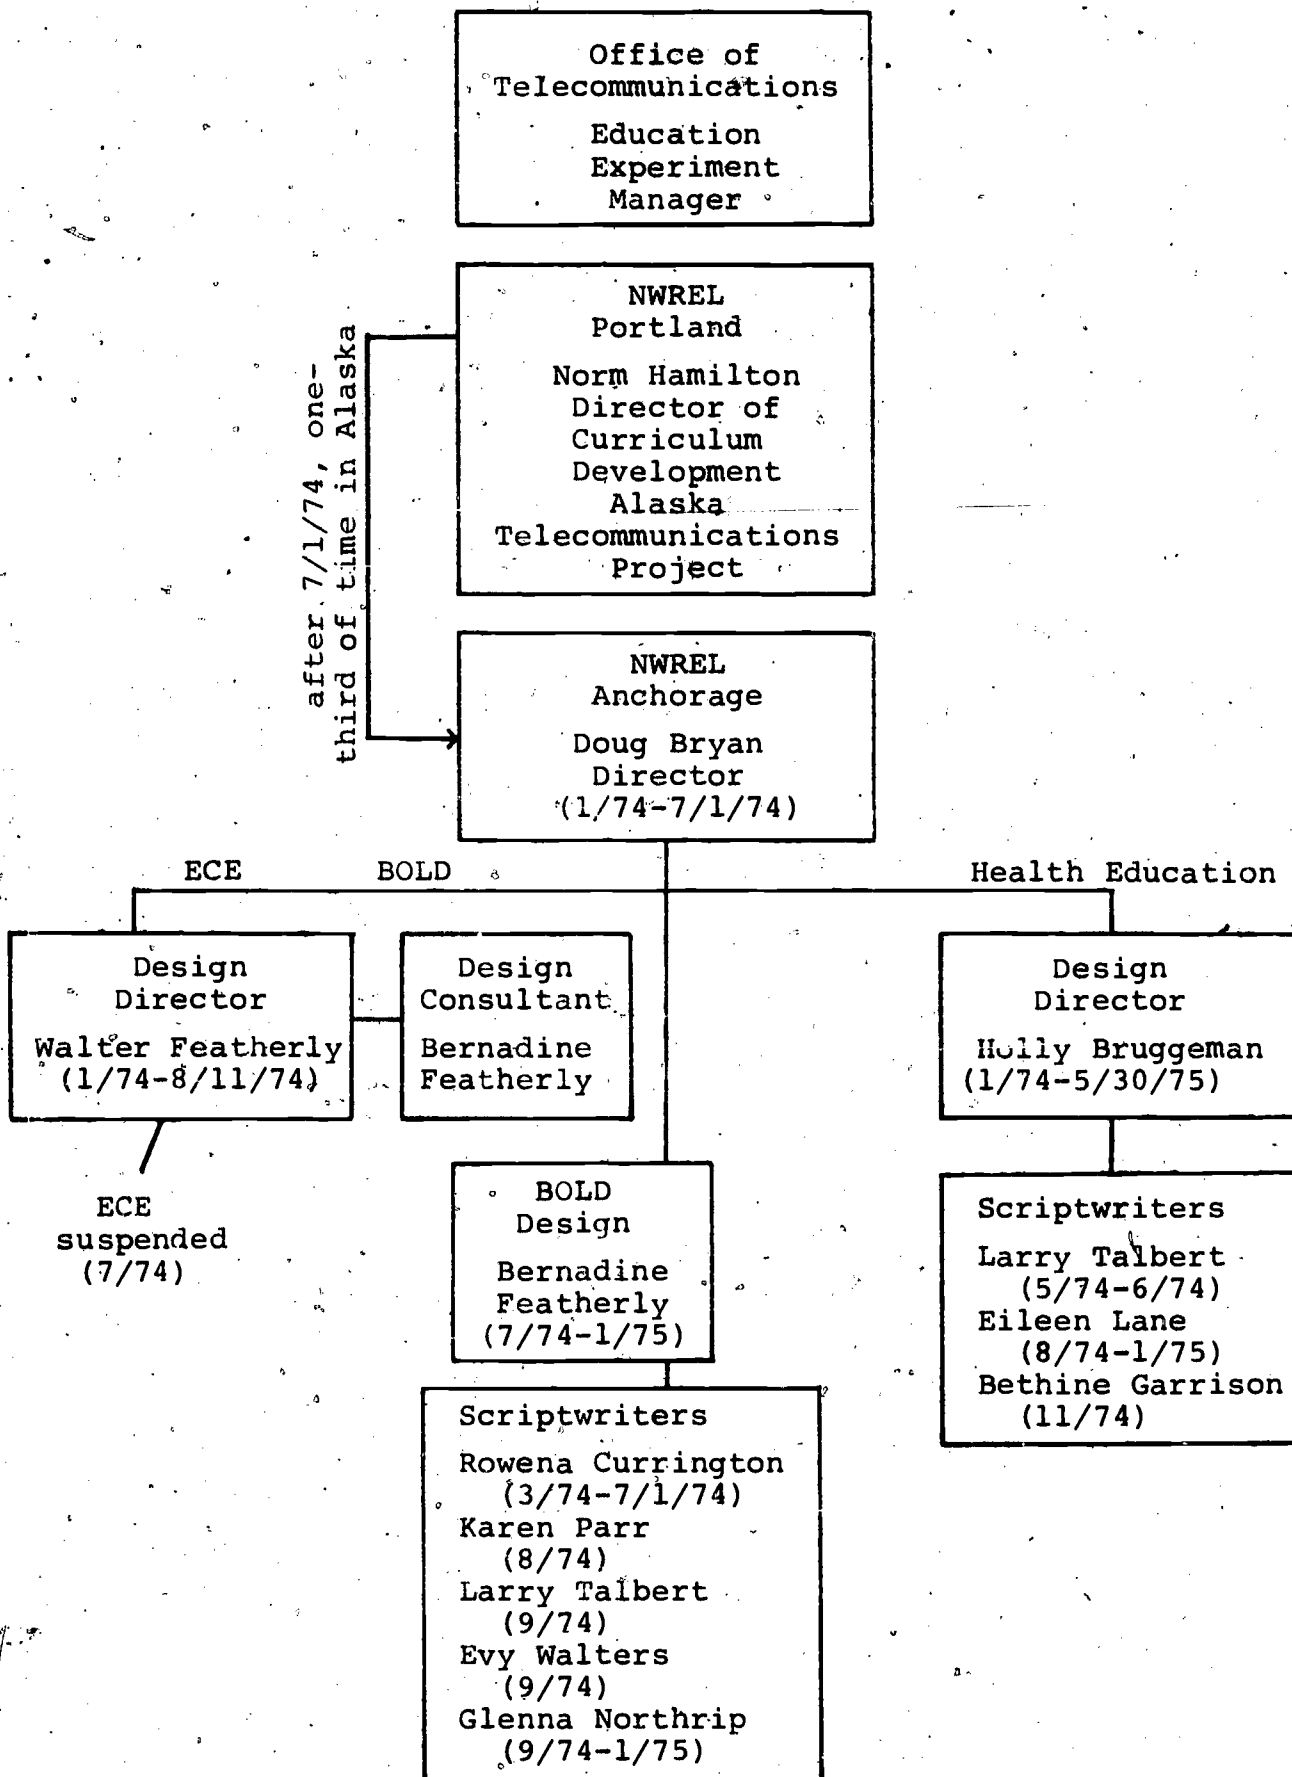 Office of
Telecommunications
Education
Experiment
Manager
NWREL
Portland
Norm Hamilton
Director of
Curriculum
Development
Alaska
Telecommunications
Project
after 7/1/74, one-
third of time in Alaska
NWREL
Anchorage
Doug Bryan
Director
(1/74-7/1/74)
ECE
BOLD
Health Education
Design
Director
Walter Featherly
(1/74-8/11/74)
Design
Consultant
Bernadine
Featherly
Design
Director
Holly Bruggeman
(1/74-5/30/75)
ECE
suspended
(7/74)
BOLD
Design
Bernadine
Featherly
(7/74-1/75)
Scriptwriters
Larry Talbert
(5/74-6/74)
Eileen Lane
(8/74-1/75)
Bethine Garrison
(11/74)
Scriptwriters
Rowena Currington
(3/74-7/1/74)
Karen Parr
(8/74)
Larry Talbert
(9/74)
Evy Walters
(9/74)
Glenna Northrip
(9/74-1/75)